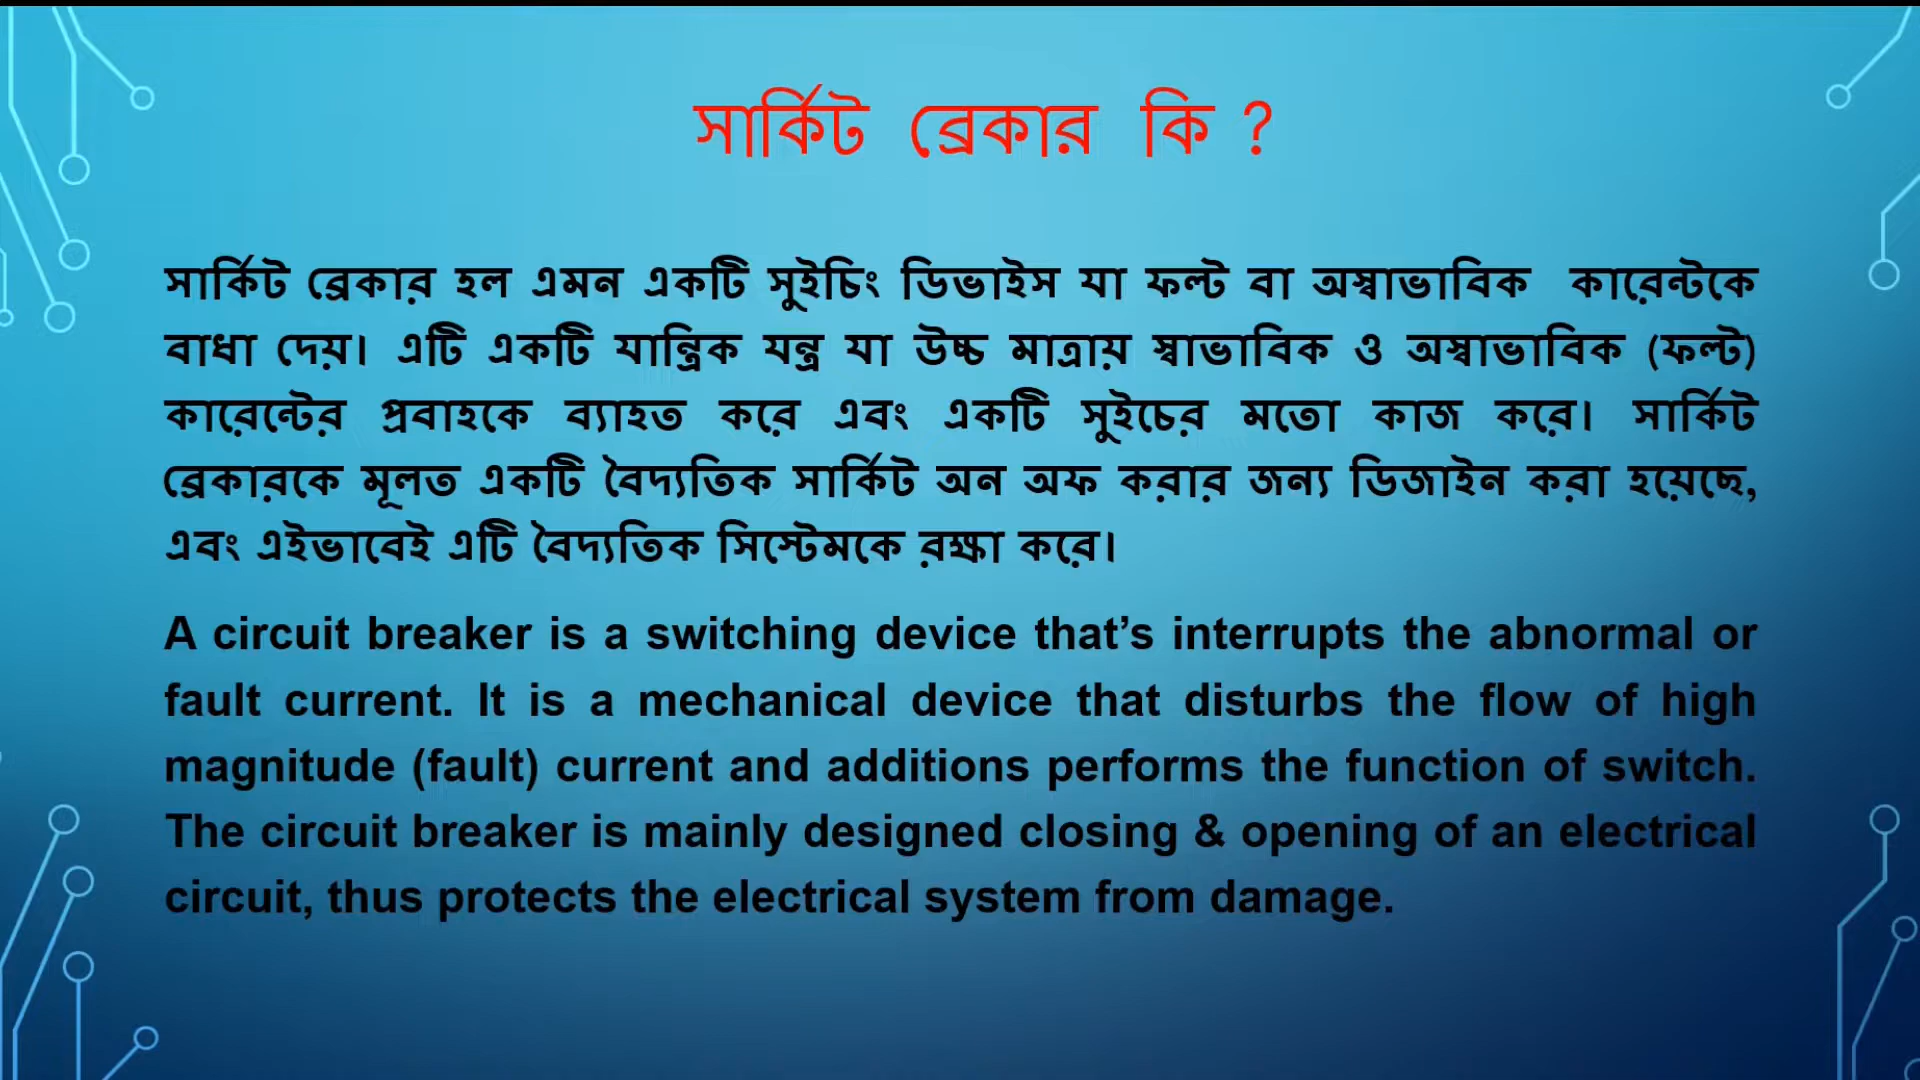 সার্কিট ব্রেকার কি ?
সার্কিট ব্রেকার হল এমন একটি সুইচিং ডিভাইস যা ফল্ট বা অস্বাভাবিক কারেন্টকে
বাধা দেয়। এটি একটি যান্ত্রিক যন্ত্র যা উচ্চ মাত্রায় স্বাভাবিক ও অস্বাভাবিক (ফল্ট)
কারেন্টের প্রবাহকে ব্যাহত করে এবং একটি সুইচের মতো কাজ করে। সার্কিট
ব্রেকারকে মূলত একটি বৈদ্যতিক সার্কিট অন অফ করার জন্য ডিজাইন করা হয়েছে,
এবং এইভাবেই এটি বৈদ্যতিক সিস্টেমকে রক্ষা করে।
A circuit breaker is a switching device that’s interrupts the abnormal or
fault current. It is a mechanical device that disturbs the flow of high
magnitude (fault) current and additions performs the function of switch.
The circuit breaker is mainly designed closing & opening of an electrical
circuit, thus protects the electrical system from damage.